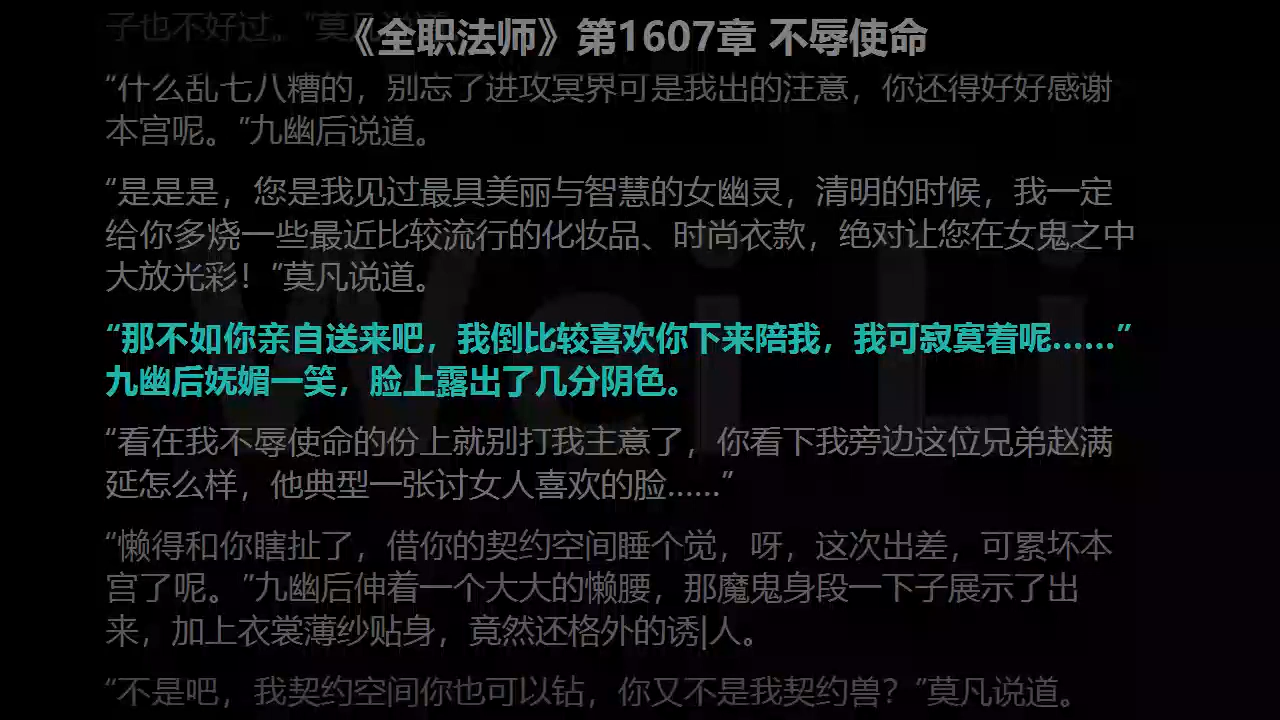 子也不好过。”莫凡说道。
《全职法师》第1607章 不辱使命
“什么乱七八糟的，别忘了进攻冥界可是我出的注意，你还得好好感谢
本宫呢。”九幽后说道。
“是是是，您是我见过最具美丽与智慧的女幽灵，清明的时候，我一定
给你多烧一些最近比较流行的化妆品、时尚衣款，绝对让您在女鬼之中
大放光彩！”莫凡说道。
“那不如你亲自送来吧，我倒比较喜欢你下来陪我，我可寂寞着呢……”
九幽后妩媚一笑，脸上露出了几分阴色。
“看在我不辱使命的份上就别打我主意了，你看下我旁边这位兄弟赵满
延怎么样，他典型一张讨女人喜欢的脸……”
“懒得和你瞎扯了，借你的契约空间睡个觉，呀，这次出差，可累坏本
宫了呢。”九幽后伸着一个大大的懒腰，那魔鬼身段一下子展示了出
来，加上衣裳薄纱贴身，竟然还格外的诱|人。
“不是吧，我契约空间你也可以钻，你又不是我契约兽？”莫凡说道。
Wei Li